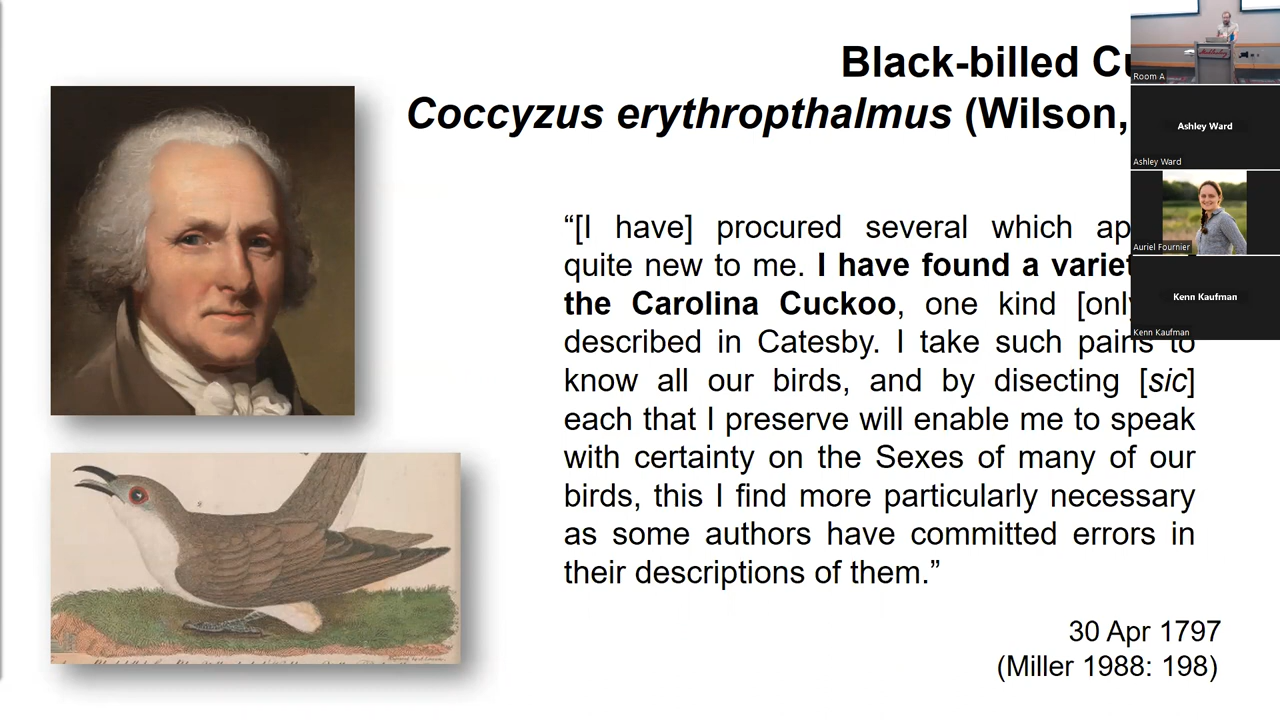 Black-billed
Coccyzus erythropthalmus (Wilson,
“[I have] procured several which
quite new to me. I have found a
the Carolina Cuckoo, one kind
described in Catesby. I take such pains to
know all our birds, and by disecting [sic]
each that I preserve will enable me to speak
with certainty on the Sexes of many of our
birds, this I find more particularly necessary
as some authors have committed errors in
their descriptions of them.”
30 Apr 1797
(Miller 1988: 198)
Room A
Ashley Ward
Ashley Ward
Auriel Fournier
Kenn Kaufman
Kenn Kaufman